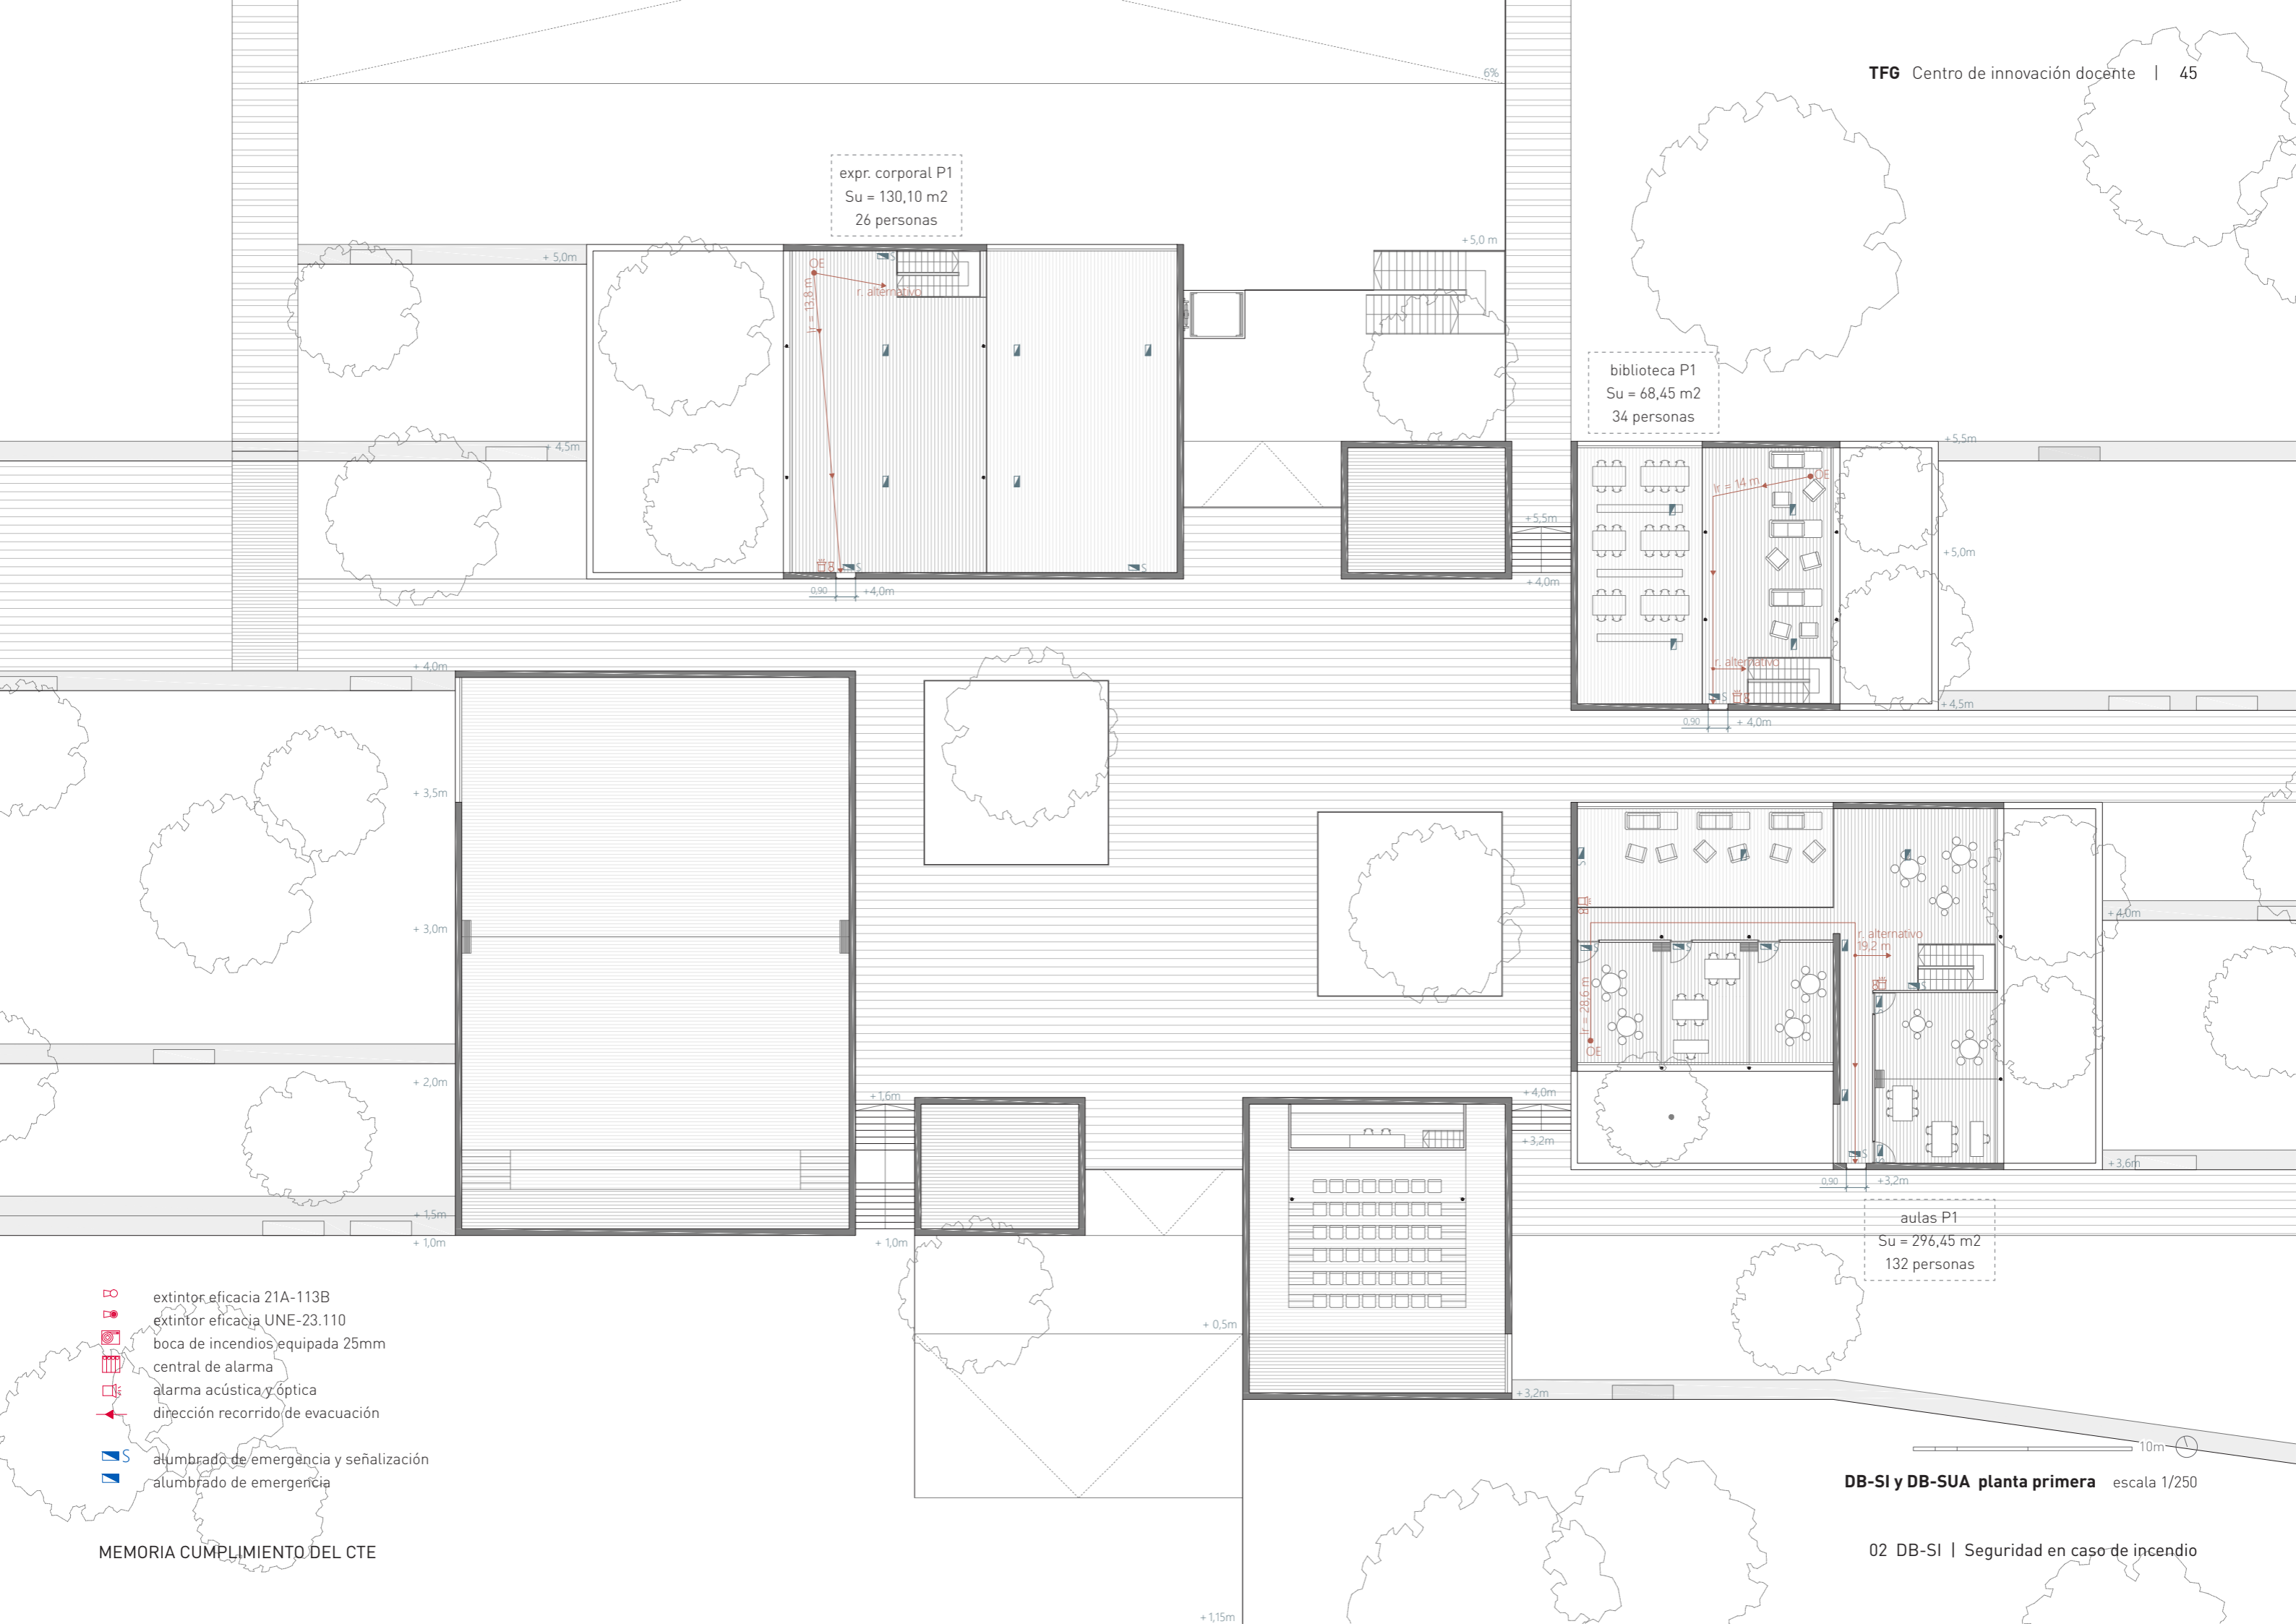 6%
TFG Centro de innovación docente | 45
expr. corporal P1
Su = 130,10 m2
26 personas
+5,0 m
+ 5,0m
OE
r. alternativo
lr = 13,8 m
biblioteca P1
Su = 68,45 m2
34 personas
+ 4,5m
+5,5m
OE
lr = 14 m
+5,5m
+5,0m
+ 4,0m
0,90
+4,0m
S
S
S
+ 4,0m
r. alternativo
S
+ 4,5m
0,90
+ 4,0m
+ 3,5m
S
+ 3,0m
+ 4,0m
r. alternativo
19,2 m
S
S
S
S
lr = 28,6 m
OE
+ 2,0m
+ 1,6m
+ 4,0m
+3,2m
S
+3,6m
0,90
+3,2m
aulas P1
Su = 296,45 m2
132 personas
+ 1,5m
+ 1,0m
+ 1,0m
extintor eficacia 21A-113B
extintor eficacia UNE-23.110
boca de incendios equipada 25mm
central de alarma
alarma acústica y óptica
dirección recorrido de evacuación
S alumbrado de emergencia y señalización
alumbrado de emergencia
+ 0,5m
+3,2m
10m
DB-SI y DB-SUA planta primera escala 1/250
MEMORIA CUMPLIMIENTO DEL CTE
02 DB-SI | Seguridad en caso de incendio
+ 1,15m